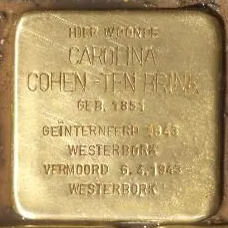 HIER WOONDE
CAROLINA
COHEN-TEN BRINK
GEB. 1851
GEÏNTERNEERD 1943
WESTERBORK
VERMOORD 6.4.1943
WESTERBORK